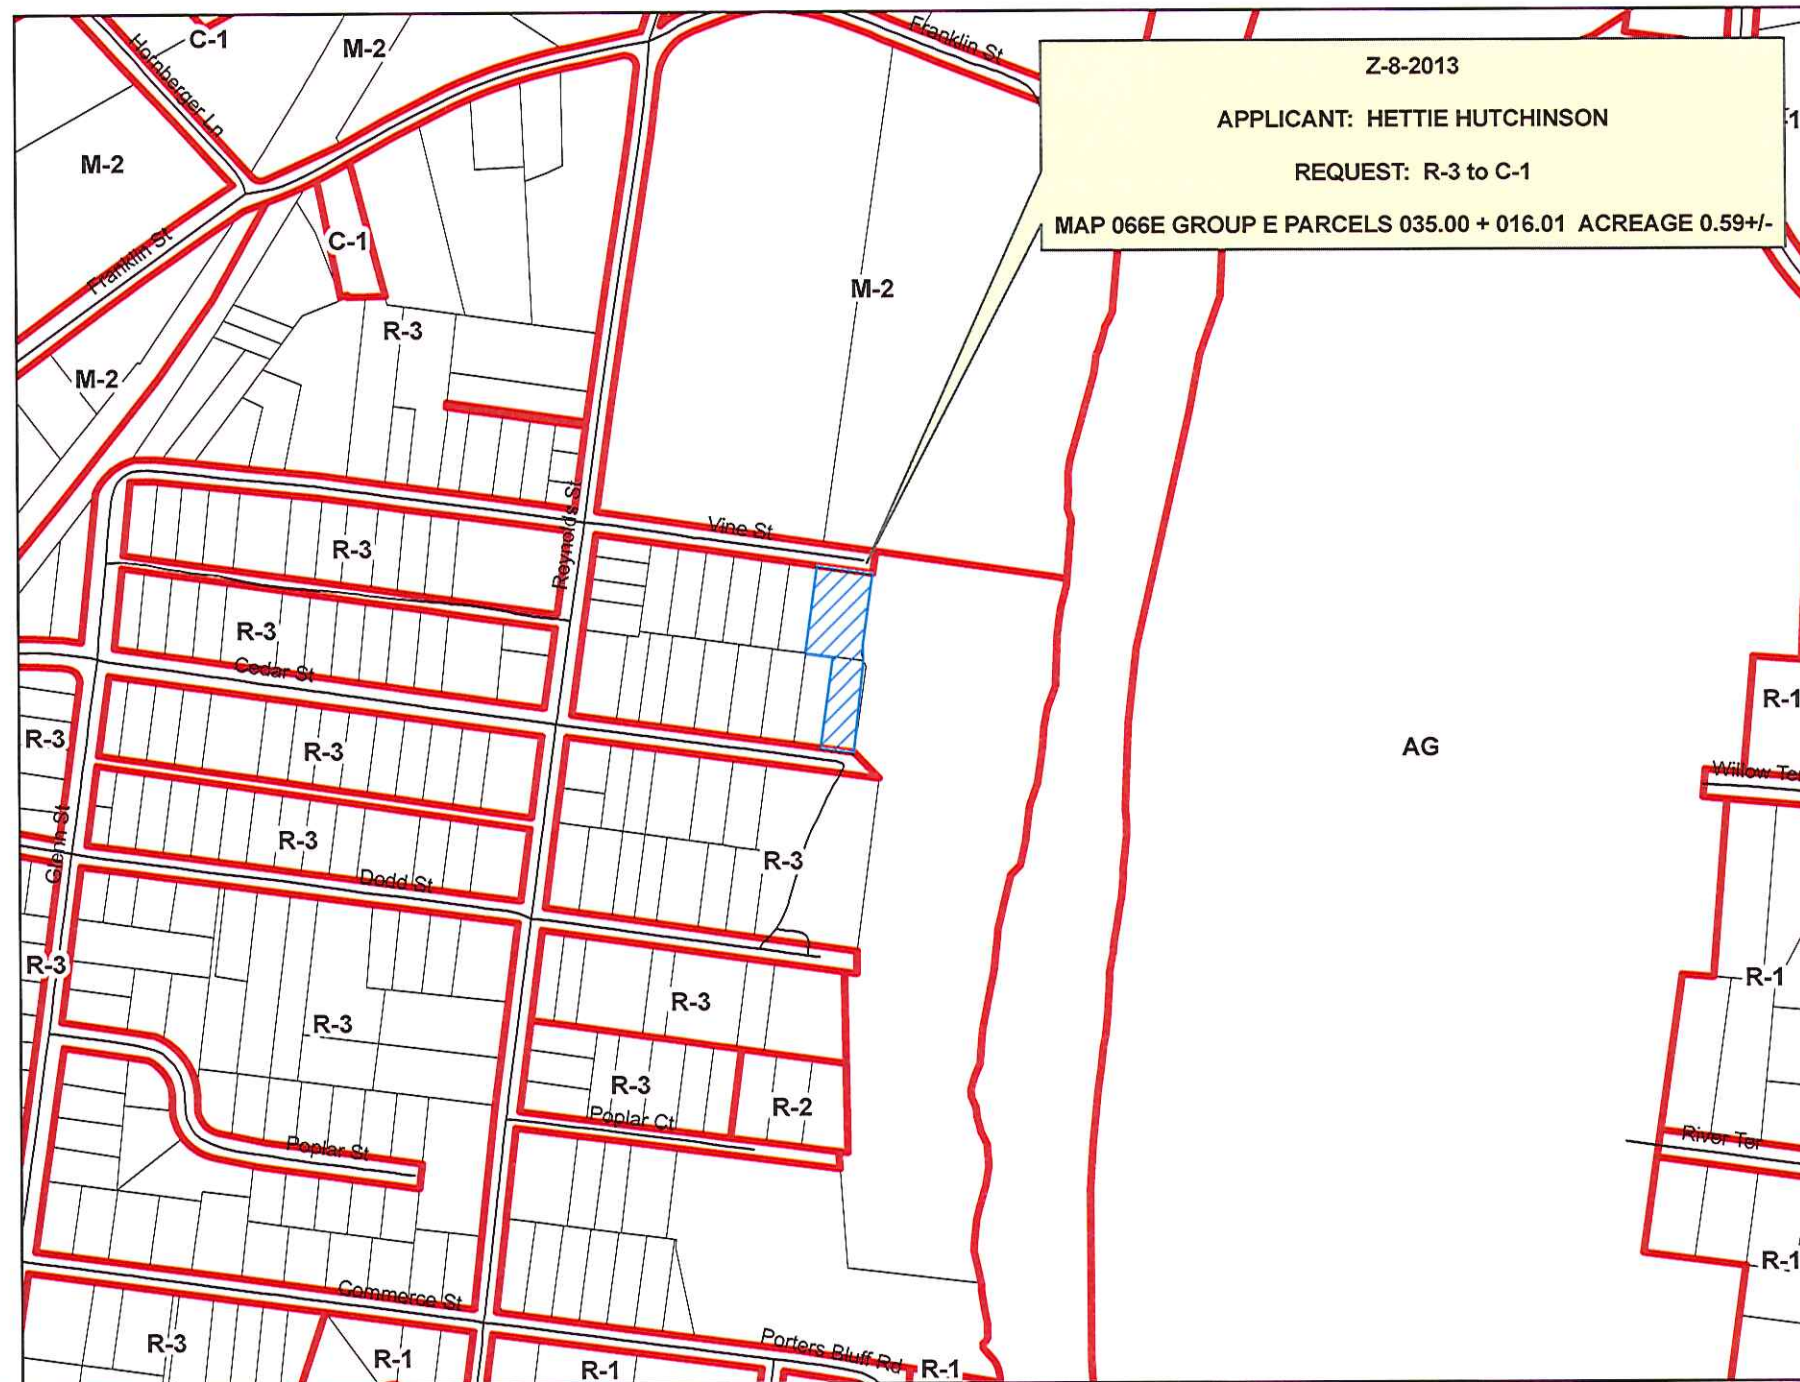 C-1
M-2
Hornberger Ln
Franklin St
Z-8-2013
APPLICANT: HETTIE HUTCHINSON
REQUEST: R-3 to C-1
MAP 066E GROUP E PARCELS 035.00 + 016.01 ACREAGE 0.59+/-
M-2
Franklin St
C-1
M-2
R-3
M-2
Reynolds St
Vine St
R-3
R-3
Cedar St
R-3
R-3
R-1
AG
Willow Ter
Glenn St
R-3
R-3
Dodd St
R-3
R-3
R-3
R-1
R-3
R-2
Poplar Ct
Poplar St
River Ter
R-1
Commerce St
Porters Bluff Rd
R-3
R-1
R-1
R-1